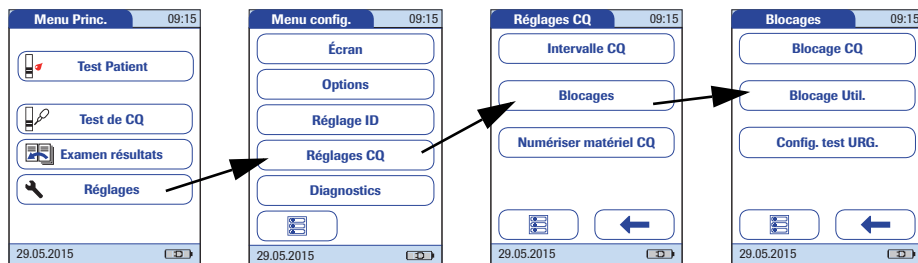 Menu Princ. 09:15
Test Patient
Test de CQ
Examen résultats
Réglages
29.05.2015
Menu config. 09:15
Écran
Options
Réglage ID
Réglages CQ
Diagnostics
29.05.2015
Réglages CQ 09:15
Intervalle CQ
Blocages
Numériser matériel CQ
29.05.2015
Blocages 09:15
Blocage CQ
Blocage Util.
Config. test URG.
29.05.2015